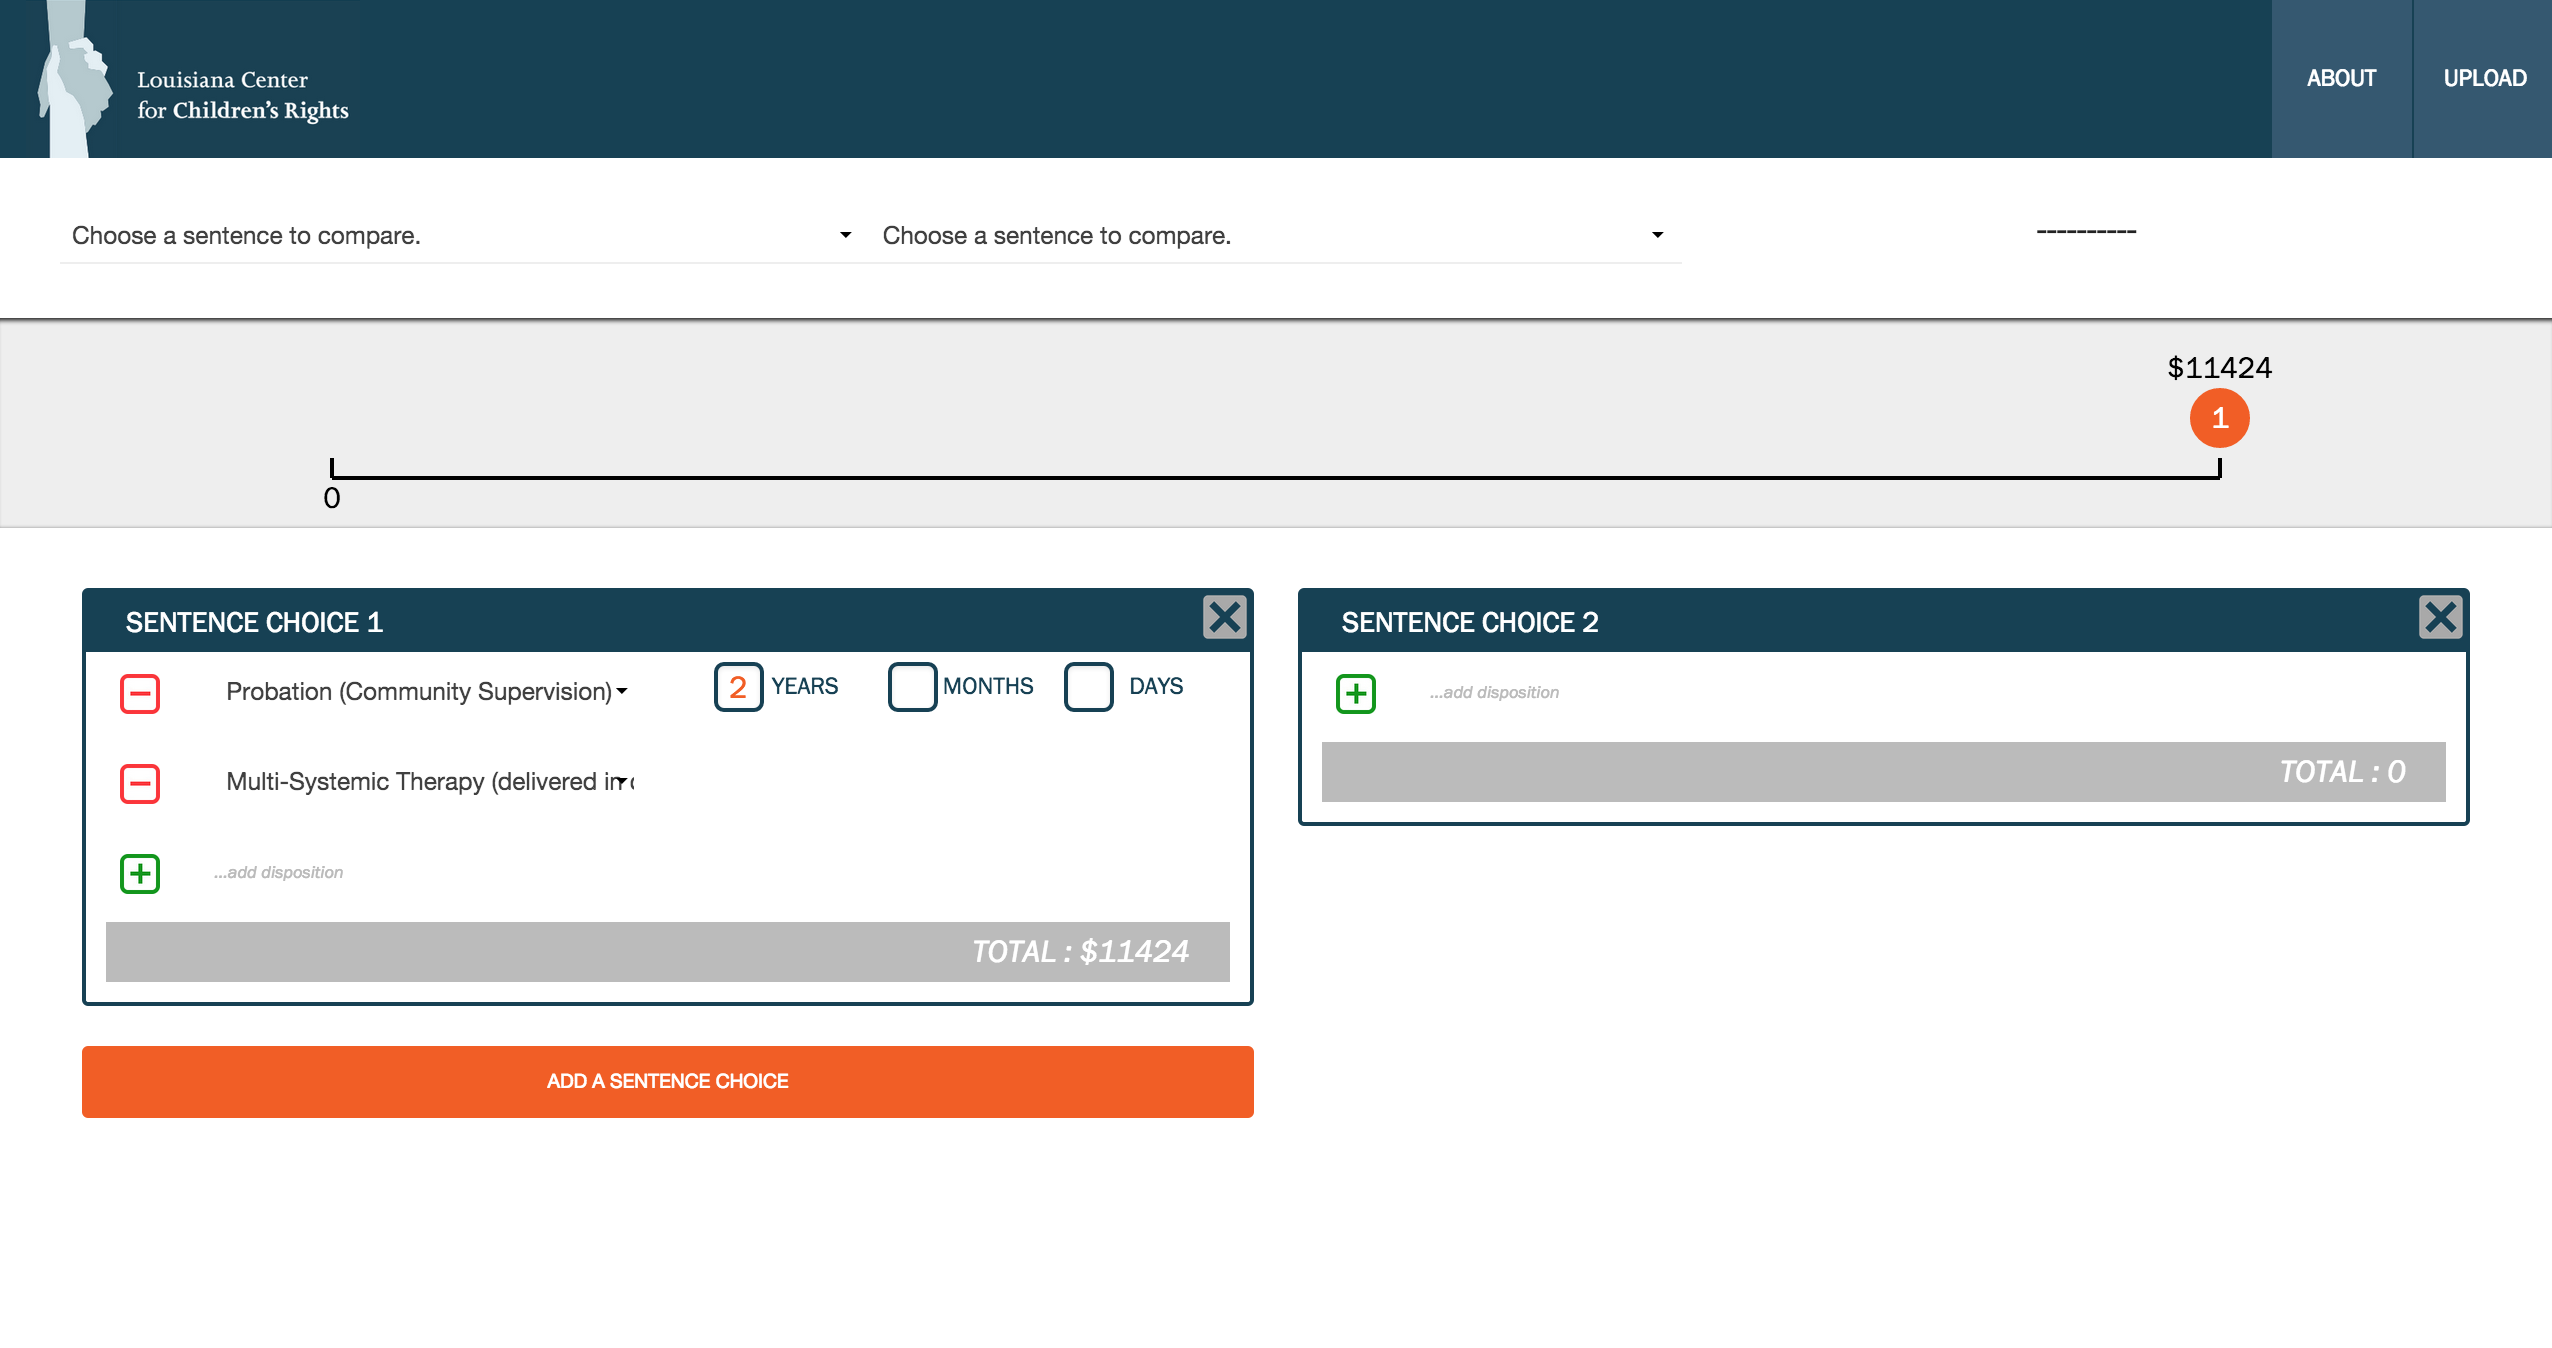 Louisiana Center
for Children's Rights
ABOUT
UPLOAD
Choose a sentence to compare.
Choose a sentence to compare.
----------
$11424
1
0
SENTENCE CHOICE 1
Probation (Community Supervision)
2 YEARS MONTHS DAYS
Multi-Systemic Therapy (delivered in
...add disposition
TOTAL : $11424
SENTENCE CHOICE 2
...add disposition
TOTAL : 0
ADD A SENTENCE CHOICE